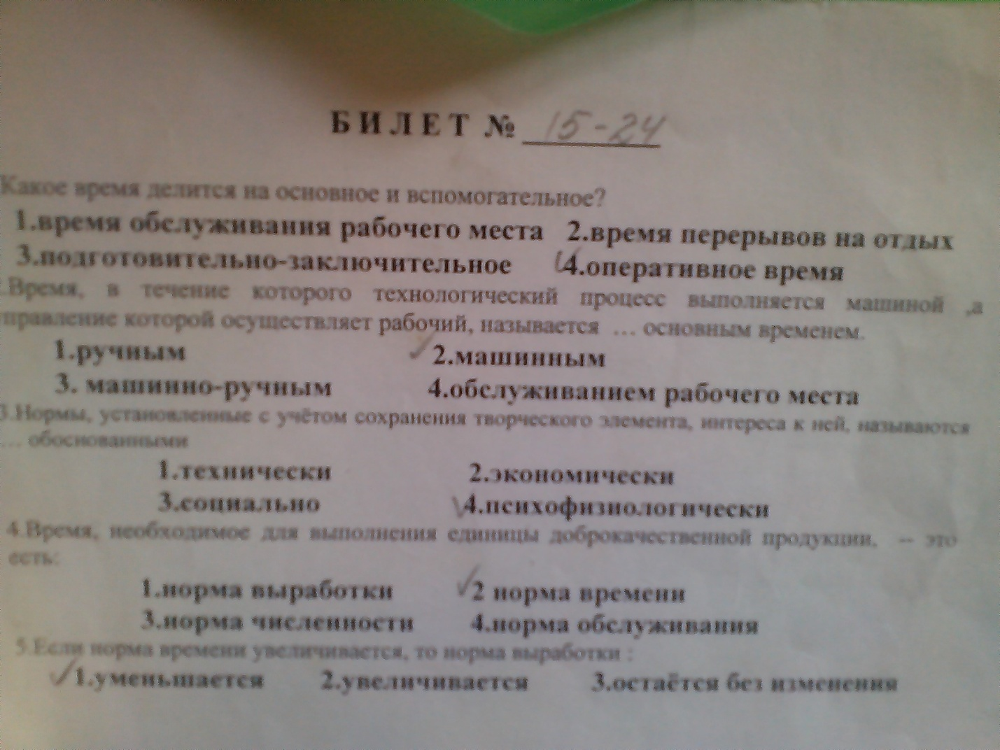 БИЛЕТ № 15-24
Какое время делится на основное и вспомогательное?
1.время обслуживания рабочего места 2.время перерывов на отдых
3.подготовительно-заключительное 4.оперативное время
.Время, в течение которого технологический процесс выполняется машиной ,а
правление которой осуществляет рабочий, называется … основным временем.
1.ручным 2.машинным
3. машинно-ручным 4.обслуживанием рабочего места
3.Нормы, установленные с учётом сохранения творческого элемента, интереса к ней, называются
… обоснованными
1.технически 2.экономически
3.социально 4.психофизиологически
4.Время, необходимое для выполнения единицы доброкачественной продукции, -- это
есть:
1.норма выработки 2 норма времени
3.норма численности 4.норма обслуживания
5.Если норма времени увеличивается, то норма выработки :
1.уменьшается 2.увеличивается 3.остаётся без изменения